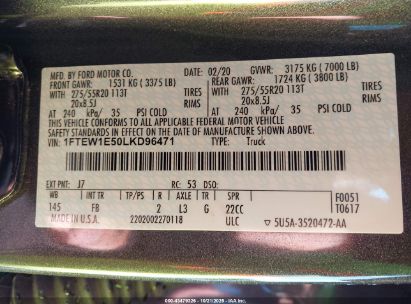 MFD. BY FORD MOTOR CO. 02/20 GVWR: 3175 KG ( 7000 LB)
FRONT GAWR: 1531 KG ( 3375 LB) REAR GAWR: 1724 KG ( 3800 LB)
WITH TIRES WITH TIRES
275/55R20 113T 275/55R20 113T
20x8.5J RIMS 20x8.5J RIMS
AT 240 kPa/ 35 PSI COLD AT 240 kPa/ 35 PSI COLD
THIS VEHICLE CONFORMS TO ALL APPLICABLE FEDERAL MOTOR VEHICLE
SAFETY STANDARDS IN EFFECT ON THE DATE OF MANUFACTURE SHOWN ABOVE.
VIN: 1FTEW1E50LKD96471 TYPE: Truck
EXT PNT: J7 RC: 53 DSO:
WB INT TR TP/PS R AXLE TR SPR F0051
145 FB 2 L3 G 22CC T0617
MADE IN U.S.A. 2202002270118 ULC 5U5A-3520472-AA